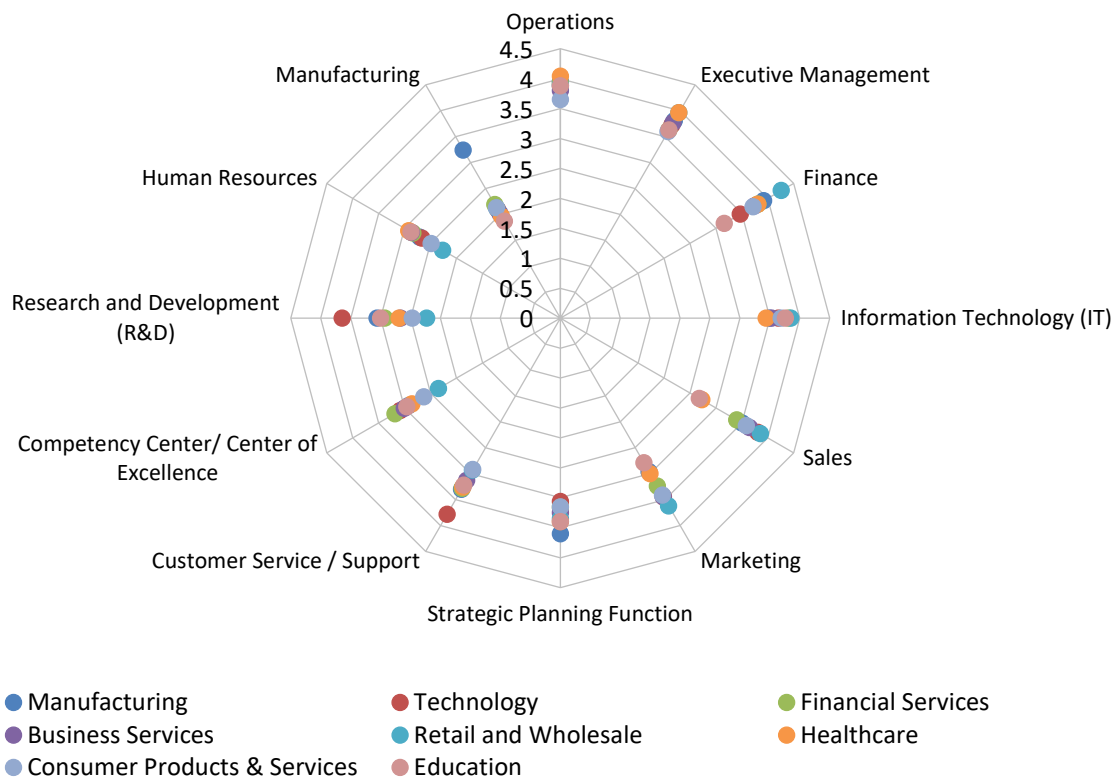 Operations
4.5
Manufacturing
Executive Management
4
3.5
3
Human Resources
Finance
2.5
2
1.5
1
0.5
Research and Development
(R&D)
0
Information Technology (IT)
Competency Center/ Center of
Excellence
Sales
Customer Service / Support
Marketing
Strategic Planning Function
Manufacturing
Technology
Financial Services
Business Services
Retail and Wholesale
Healthcare
Consumer Products & Services
Education